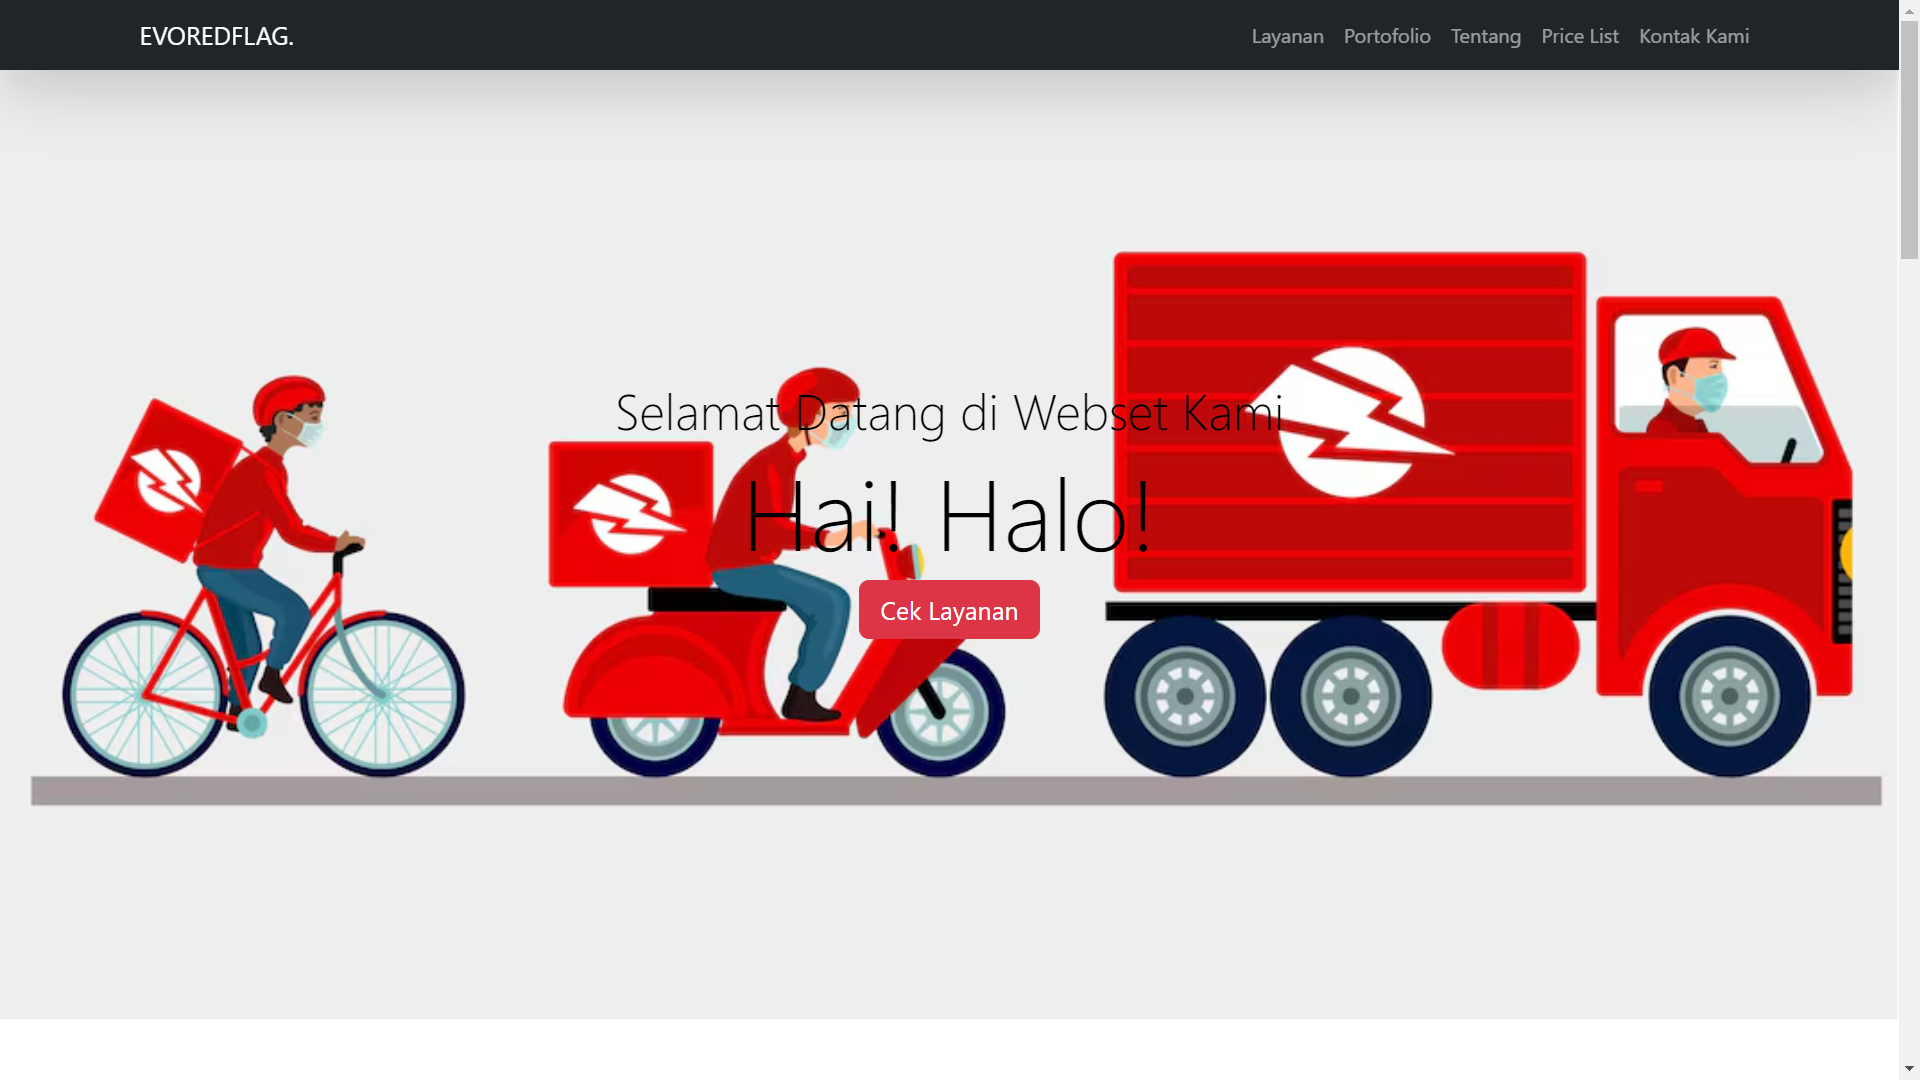 EVOREDFLAG.
Layanan Portofolio Tentang Price List Kontak Kami
Selamat Datang di Webset Kami
Hai! Halo!
Cek Layanan